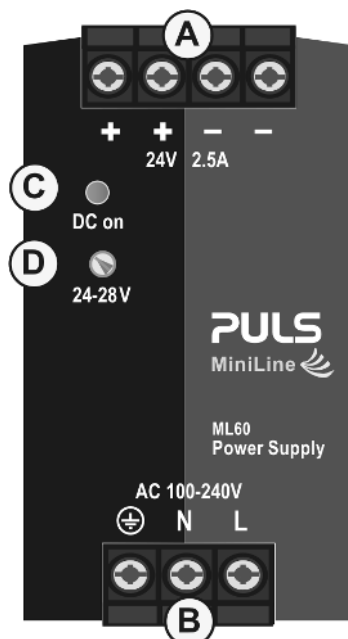 A
+ + − −
24V 2.5A
C
DC on
D
24-28V
PULS
MiniLine
ML60
Power Supply
AC 100-240V
N L
B